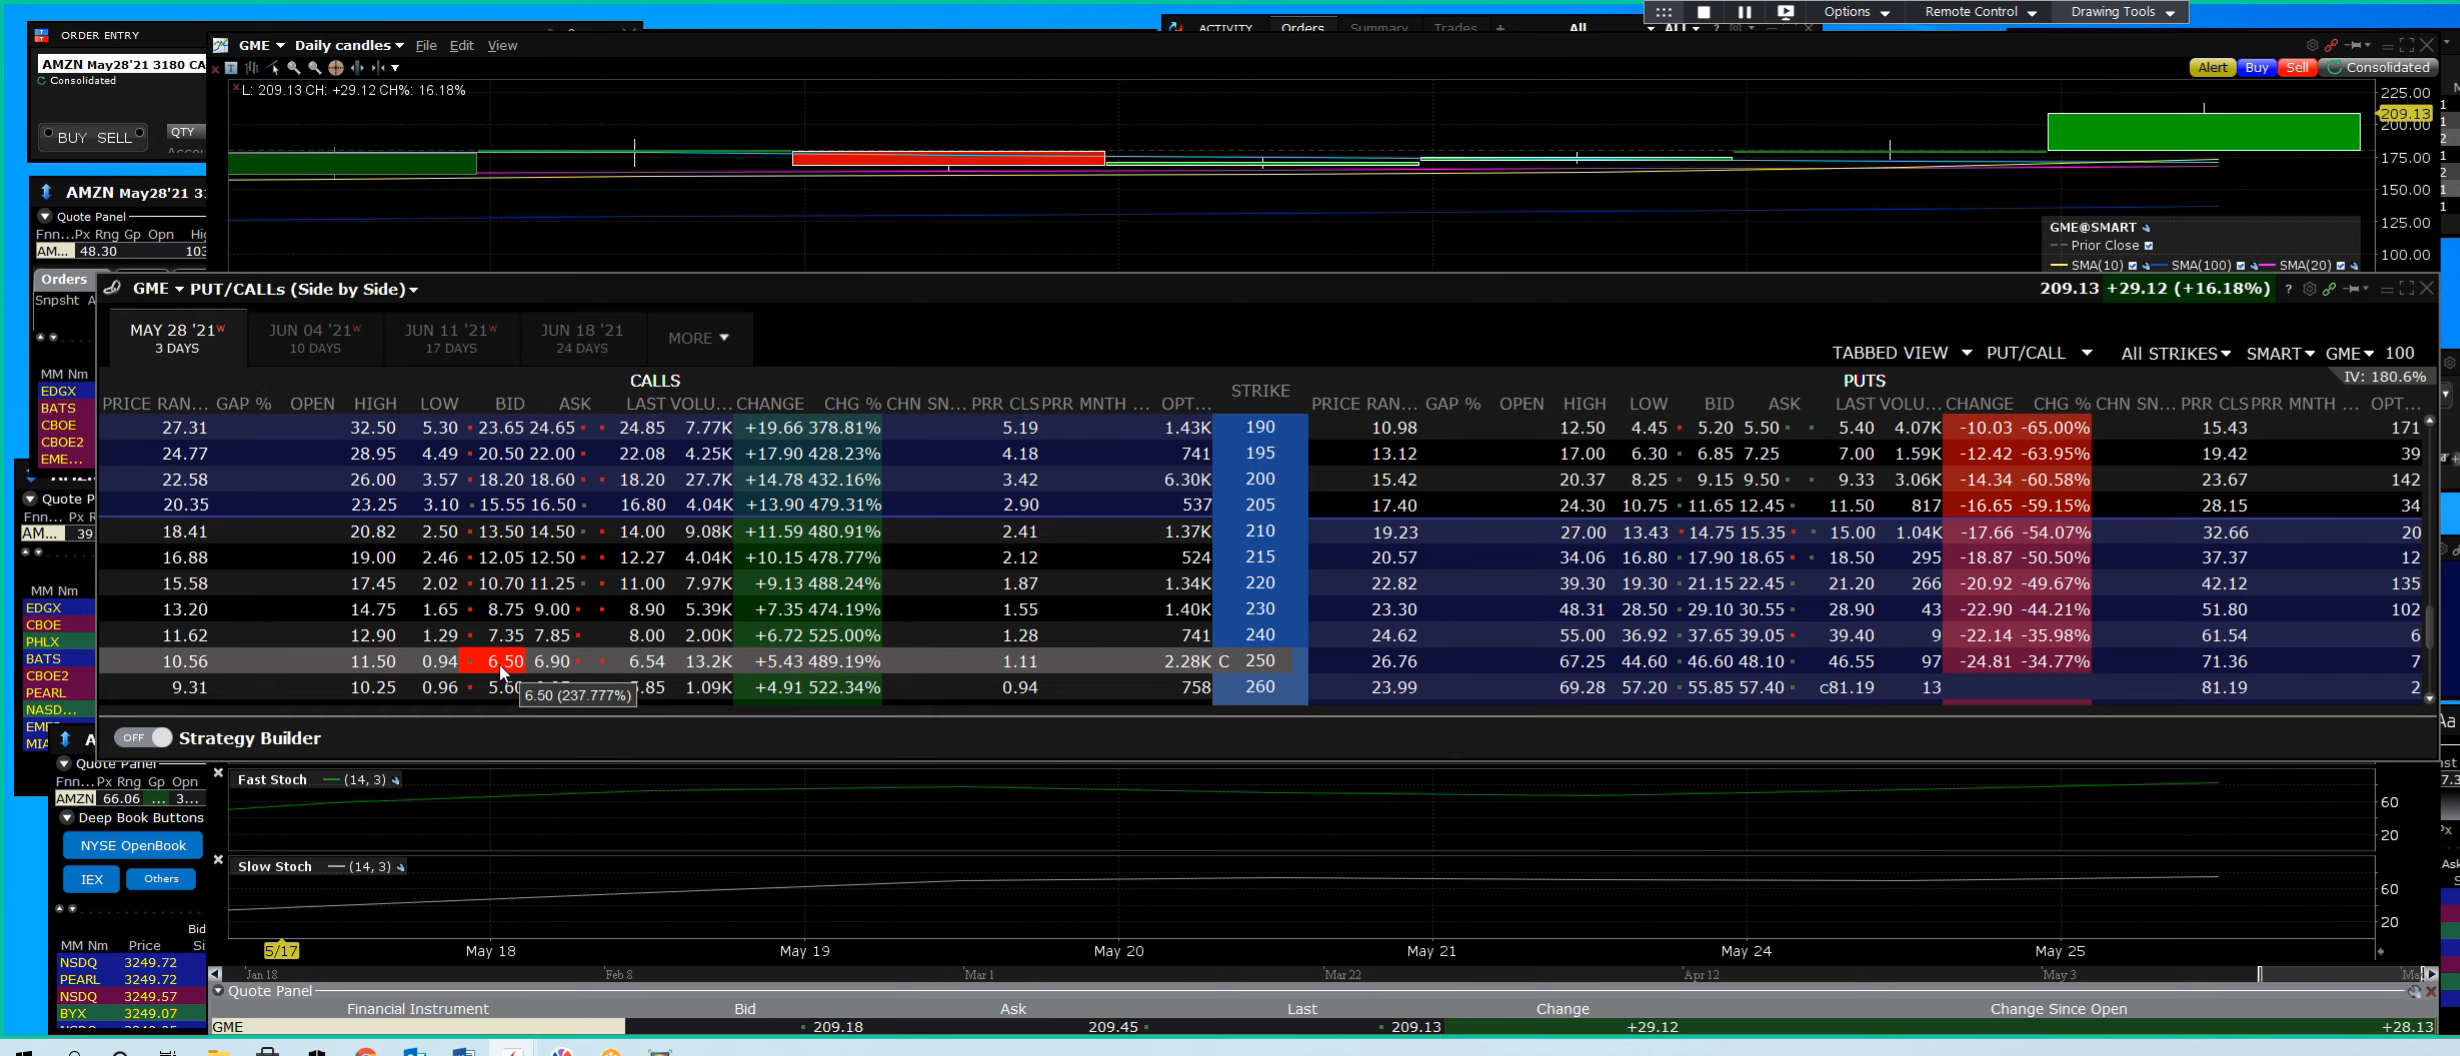 Options Remote Control Drawing Tools
ORDER ENTRY
ACTIVITY Orders Summary Trades + All ALL
GME Daily candles File Edit View
AMZN May28'21 3180 CA
Consolidated
Alert Buy Sell Consolidated
L: 209.13 CH: +29.12 CH%: 16.18%
225.00
209.13
200.00
175.00
150.00
125.00
100.00
BUY SELL QTY
AMZN May28'21 31
Quote Panel
Fnn... Px Rng Gp Opn
AM... 48.30 103
GME@SMART
Prior Close
SMA(10) SMA(100) SMA(20)
Orders
Snpsht A
GME PUT/CALLs (Side by Side)
209.13 +29.12 (+16.18%) ?
MAY 28 '21 W JUN 04 '21 W JUN 11 '21 W JUN 18 '21 MORE
3 DAYS 10 DAYS 17 DAYS 24 DAYS
TABBED VIEW PUT/CALL All STRIKES SMART GME 100
IV: 180.6%
CALLS STRIKE PUTS
PRICE RAN... GAP % OPEN HIGH LOW BID ASK LAST VOLU... CHANGE CHG % CHN SN... PRR CLS PRR MNTH ... OPT... PRICE RAN... GAP % OPEN HIGH LOW BID ASK LAST VOLU... CHANGE CHG % CHN SN... PRR CLS PRR MNTH ... OPT...
27.31 32.50 5.30 23.65 24.65 24.85 7.77K +19.66 378.81% 5.19 1.43K 190 10.98 12.50 4.45 5.20 5.50 5.40 4.07K -10.03 -65.00% 15.43 171
24.77 28.95 4.49 20.50 22.00 22.08 4.25K +17.90 428.23% 4.18 741 195 13.12 17.00 6.30 6.85 7.25 7.00 1.59K -12.42 -63.95% 19.42 39
22.58 26.00 3.57 18.20 18.60 18.20 27.7K +14.78 432.16% 3.42 6.30K 200 15.42 20.37 8.25 9.15 9.50 9.33 3.06K -14.34 -60.58% 23.67 142
20.35 23.25 3.10 15.55 16.50 16.80 4.04K +13.90 479.31% 2.90 537 205 17.40 24.30 10.75 11.65 12.45 11.50 817 -16.65 -59.15% 28.15 34
18.41 20.82 2.50 13.50 14.50 14.00 9.08K +11.59 480.91% 2.41 1.37K 210 19.23 27.00 13.43 14.75 15.35 15.00 1.04K -17.66 -54.07% 32.66 20
16.88 19.00 2.46 12.05 12.50 12.27 4.04K +10.15 478.77% 2.12 524 215 20.57 34.06 16.80 17.90 18.65 18.50 295 -18.87 -50.50% 37.37 12
15.58 17.45 2.02 10.70 11.25 11.00 7.97K +9.13 488.24% 1.87 1.34K 220 22.82 39.30 19.30 21.15 22.45 21.20 266 -20.92 -49.67% 42.12 135
13.20 14.75 1.65 8.75 9.00 8.90 5.39K +7.35 474.19% 1.55 1.40K 230 23.30 48.31 28.50 29.10 30.55 28.90 43 -22.90 -44.21% 51.80 102
11.62 12.90 1.29 7.35 7.85 8.00 2.00K +6.72 525.00% 1.28 741 240 24.62 55.00 36.92 37.65 39.05 39.40 9 -22.14 -35.98% 61.54 6
10.56 11.50 0.94 6.50 6.90 6.54 13.2K +5.43 489.19% 1.11 2.28K C 250 26.76 67.25 44.60 46.60 48.10 46.55 97 -24.81 -34.77% 71.36 7
9.31 10.25 0.96 5.60 .85 1.09K +4.91 522.34% 0.94 758 260 23.99 69.28 57.20 55.85 57.40 c81.19 13 81.19 2
6.50 (237.777%)
OFF Strategy Builder
MM Nm
EDGX
BATS
CBOE
CBOE2
EME...
Quote P
Fnn... Px R
AM... 39
MM Nm
EDGX
CBOE
PHLX
BATS
CBOE2
PEARL
NASD...
EME
MIA
A
Quote Panel
Fnn... Px Rng Gp Opn
AMZN 66.06 ... 3...
Deep Book Buttons
NYSE OpenBook
IEX Others
Bid
MM Nm Price Si
NSDQ 3249.72
PEARL 3249.72
NSDQ 3249.57
BYX 3249.07
Fast Stoch (14, 3)
60
20
Slow Stoch (14, 3)
60
20
5/17 May 18 May 19 May 20 May 21 May 24 May 25
Jan 18 Feb 8 Mar 1 Mar 22 Apr 12 May 3
Quote Panel
Financial Instrument Bid Ask Last Change Change Since Open
GME 209.18 209.45 209.13 +29.12 +28.13